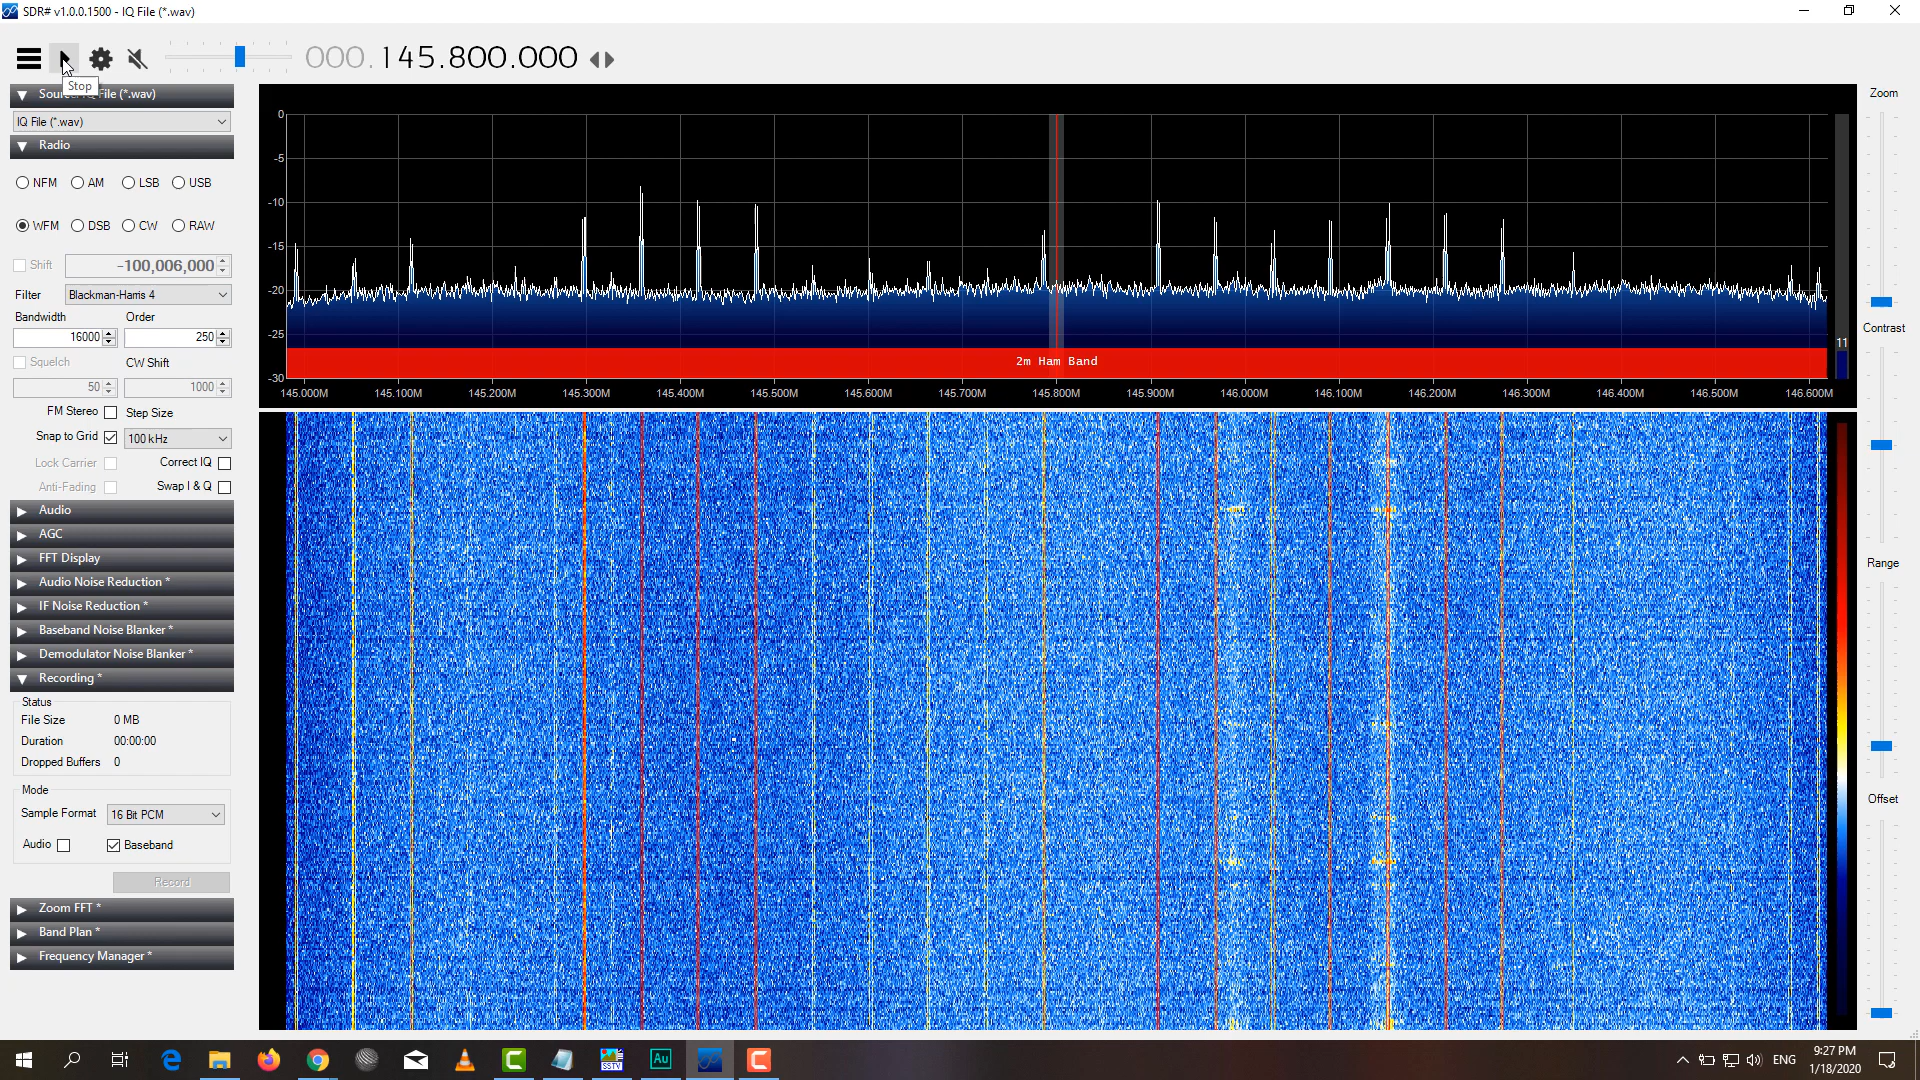 SDR# v1.0.0.1500 - IQ File (*.wav)
000.145.800.000
Stop
Source: IQ File (*.wav)
IQ File (*.wav)
Radio
NFM AM LSB USB
WFM DSB CW RAW
Shift -100,006,000
Filter Blackman-Harris 4
Bandwidth Order
16000 250
Squelch CW Shift
50 1000
FM Stereo Step Size
Snap to Grid 100 kHz
Lock Carrier Correct IQ
Anti-Fading Swap I & Q
Audio
AGC
FFT Display
Audio Noise Reduction *
IF Noise Reduction *
Baseband Noise Blanker *
Demodulator Noise Blanker *
Recording *
Status
File Size 0 MB
Duration 00:00:00
Dropped Buffers 0
Mode
Sample Format 16 Bit PCM
Audio Baseband
Record
Zoom FFT *
Band Plan *
Frequency Manager *
0
-5
-10
-15
-20
-25
-30
2m Ham Band
11
145.000M 145.100M 145.200M 145.300M 145.400M 145.500M 145.600M 145.700M 145.800M 145.900M 146.000M 146.100M 146.200M 146.300M 146.400M 146.500M 146.600M
Zoom
Contrast
Range
Offset
SSTV
Au
ENG
9:27 PM
1/18/2020